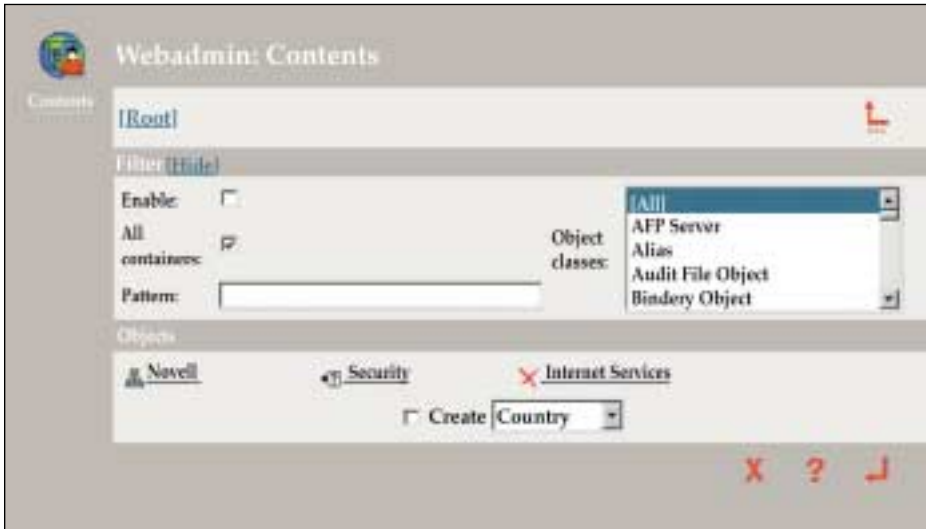 Webadmin: Contents
Contents
[Root]
Filter [Hide]
Enable:
All containers:
Pattern:
Object classes:
[All]
AFP Server
Alias
Audit File Object
Bindery Object
Objects
Novell
Security
Internet Services
Create Country
X ?